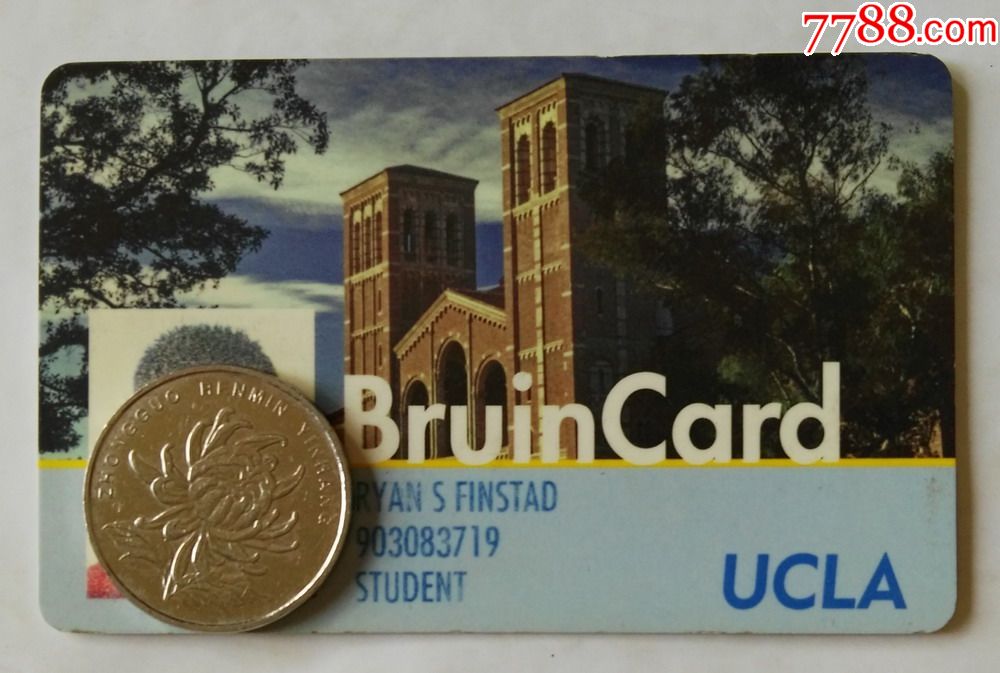 7788.com
BruinCard
RYAN S FINSTAD
903083719
STUDENT
UCLA
ZHONGGUO RENMIN YINHANG